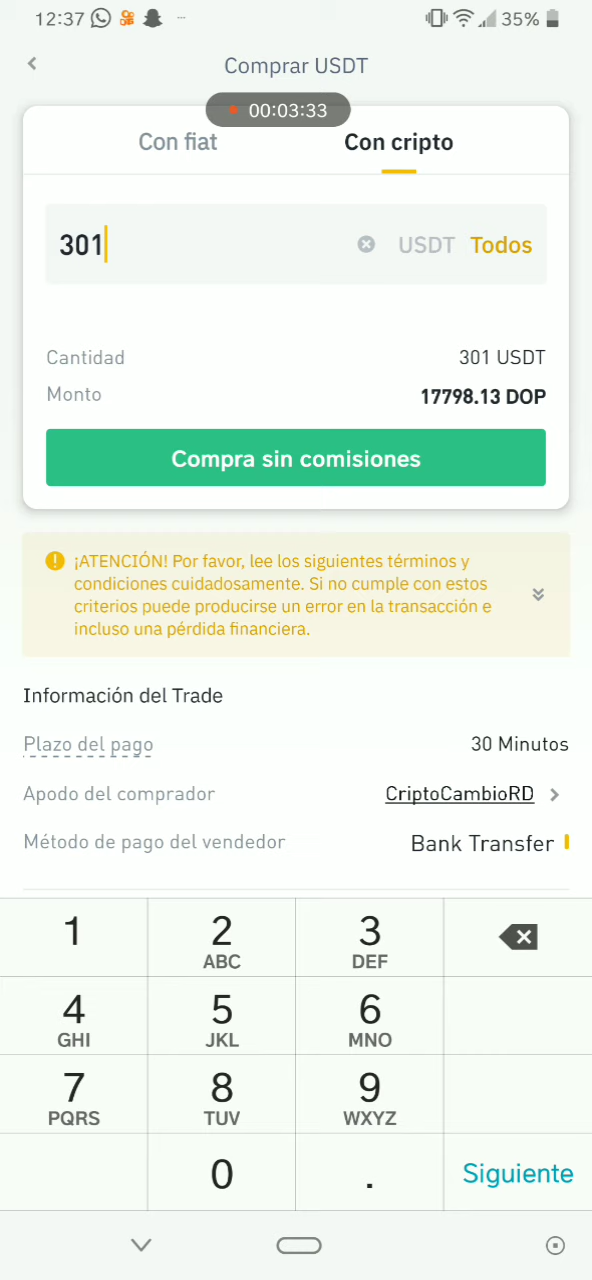 12:37 35%
Comprar USDT
00:03:33
Con fiat Con cripto
301 USDT Todos
Cantidad 301 USDT
Monto 17798.13 DOP
Compra sin comisiones
¡ATENCIÓN! Por favor, lee los siguientes términos y
condiciones cuidadosamente. Si no cumple con estos
criterios puede producirse un error en la transacción e
incluso una pérdida financiera.
Información del Trade
Plazo del pago 30 Minutos
Apodo del comprador CriptoCambioRD
Método de pago del vendedor Bank Transfer
1 2 3
ABC DEF
4 5 6
GHI JKL MNO
7 8 9
PQRS TUV WXYZ
0 . Siguiente